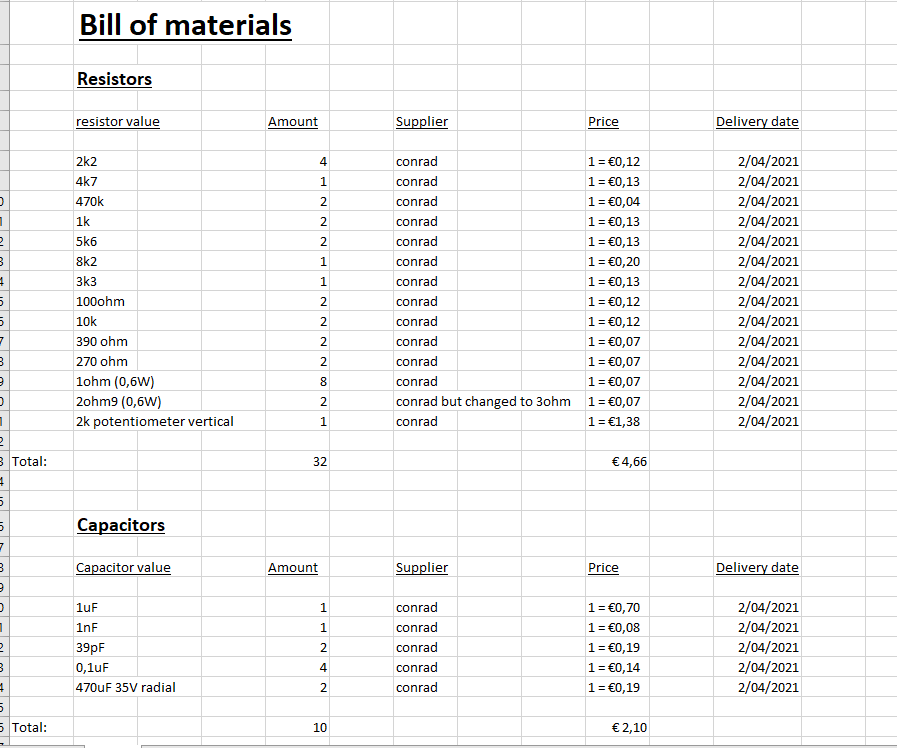 Bill of materials
Resistors
resistor value Amount Supplier Price Delivery date
2k2 4 conrad 1 = €0,12 2/04/2021
4k7 1 conrad 1 = €0,13 2/04/2021
470k 2 conrad 1 = €0,04 2/04/2021
1k 2 conrad 1 = €0,13 2/04/2021
5k6 2 conrad 1 = €0,13 2/04/2021
8k2 1 conrad 1 = €0,20 2/04/2021
3k3 1 conrad 1 = €0,13 2/04/2021
100ohm 2 conrad 1 = €0,12 2/04/2021
10k 2 conrad 1 = €0,12 2/04/2021
390 ohm 2 conrad 1 = €0,07 2/04/2021
270 ohm 2 conrad 1 = €0,07 2/04/2021
1ohm (0,6W) 8 conrad 1 = €0,07 2/04/2021
2ohm9 (0,6W) 2 conrad but changed to 3ohm 1 = €0,07 2/04/2021
2k potentiometer vertical 1 conrad 1 = €1,38 2/04/2021
Total: 32 € 4,66
Capacitors
Capacitor value Amount Supplier Price Delivery date
1uF 1 conrad 1 = €0,70 2/04/2021
1nF 1 conrad 1 = €0,08 2/04/2021
39pF 2 conrad 1 = €0,19 2/04/2021
0,1uF 4 conrad 1 = €0,14 2/04/2021
470uF 35V radial 2 conrad 1 = €0,19 2/04/2021
Total: 10 € 2,10